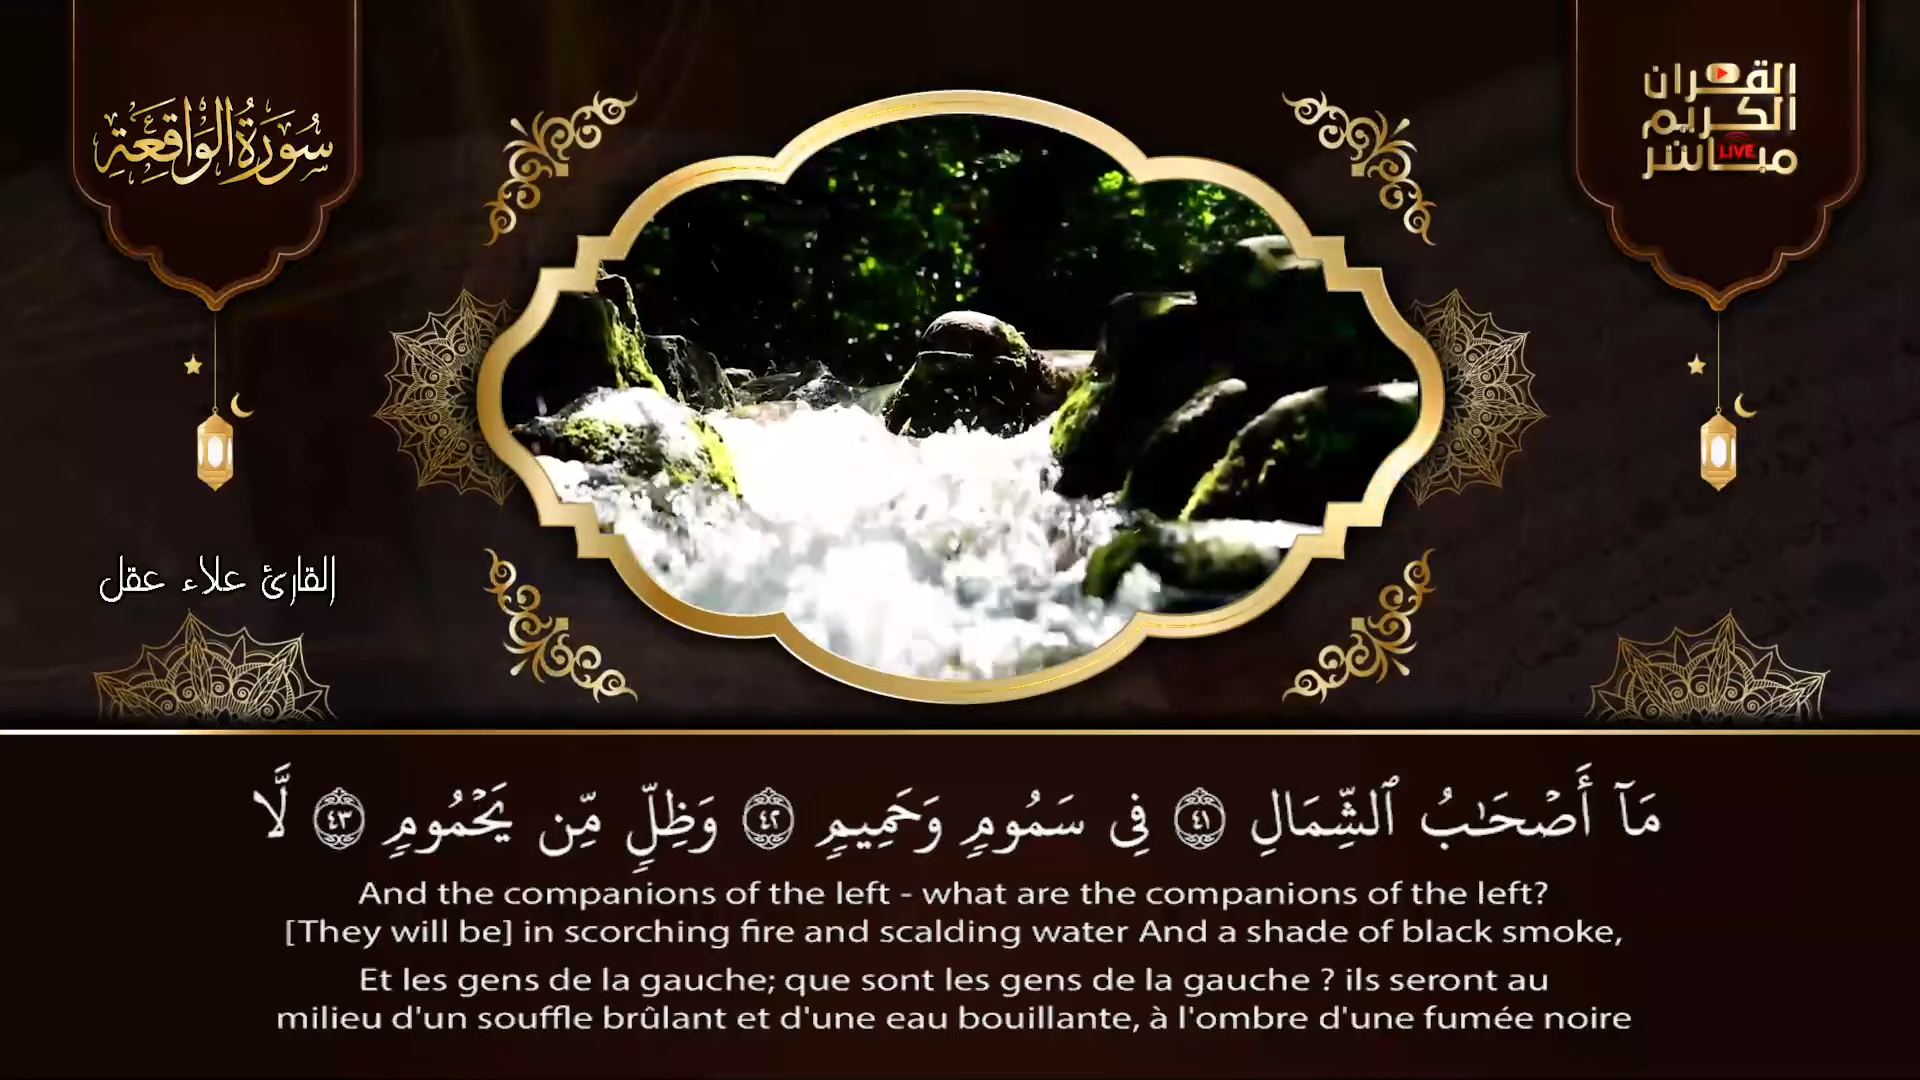 سُورَةُ الوَاقِعَةِ
القران
الكريم
مباشر
LIVE
القارئ علاء عقل
مَآ أَصْحَـٰبُ ٱلشِّمَالِ ٤١ فِى سَمُومٍ وَحَمِيمٍ ٤٢ وَظِلٍّ مِّن يَحْمُومٍ ٤٣ لَّا
And the companions of the left - what are the companions of the left?
[They will be] in scorching fire and scalding water And a shade of black smoke,
Et les gens de la gauche; que sont les gens de la gauche ? ils seront au
milieu d'un souffle brûlant et d'une eau bouillante, à l'ombre d'une fumée noire